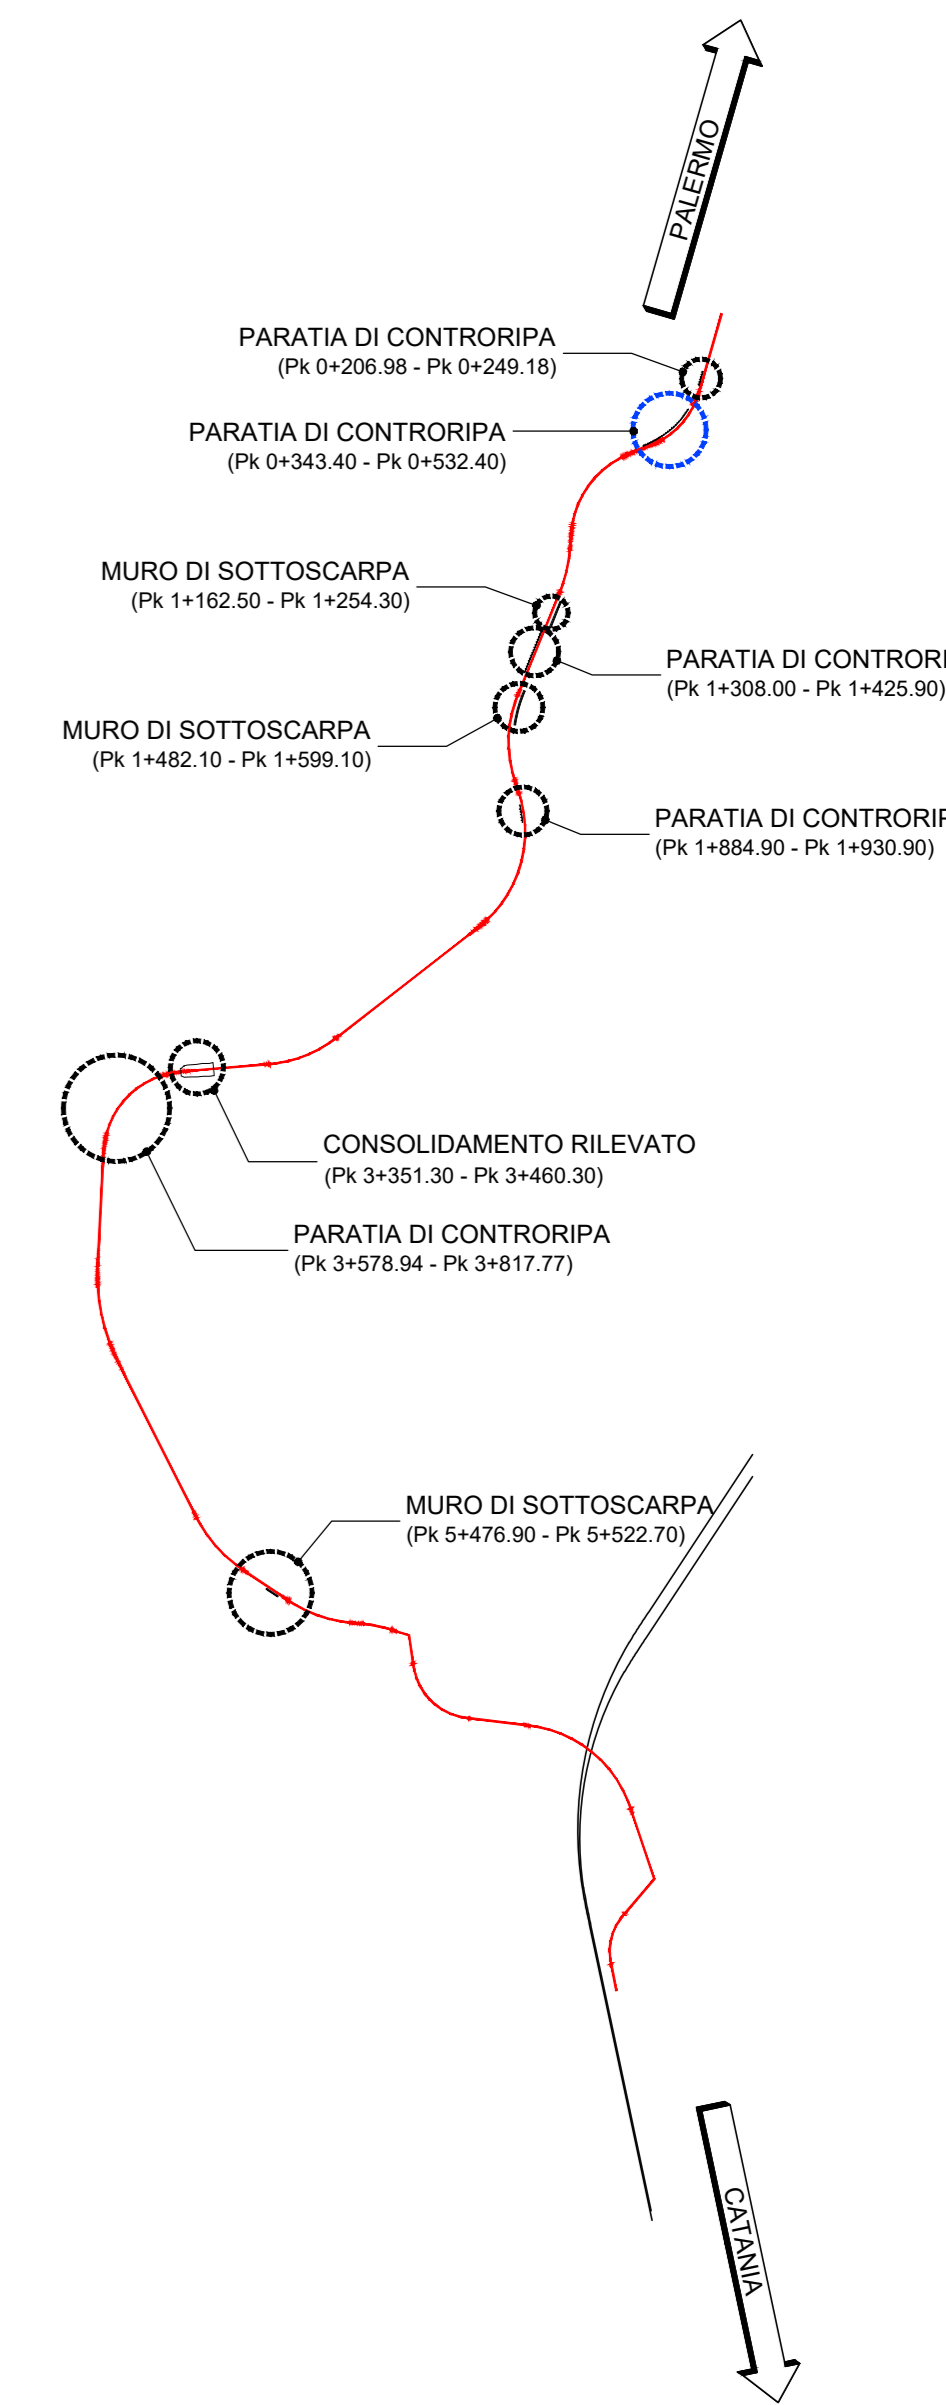 PALERMO
PARATIA DI CONTRORIPA
(Pk 0+206.98 - Pk 0+249.18)
PARATIA DI CONTRORIPA
(Pk 0+343.40 - Pk 0+532.40)
MURO DI SOTTOSCARPA
(Pk 1+162.50 - Pk 1+254.30)
PARATIA DI
(Pk 1+308.00 - Pk 1+425.90)
MURO DI SOTTOSCARPA
(Pk 1+482.10 - Pk 1+599.10)
PARATIA DI
(Pk 1+884.90 - Pk 1+930.90)
CONSOLIDAMENTO RILEVATO
(Pk 3+351.30 - Pk 3+460.30)
PARATIA DI CONTRORIPA
(Pk 3+578.94 - Pk 3+817.77)
MURO DI SOTTOSCARPA
(Pk 5+476.90 - Pk 5+522.70)
CATANIA